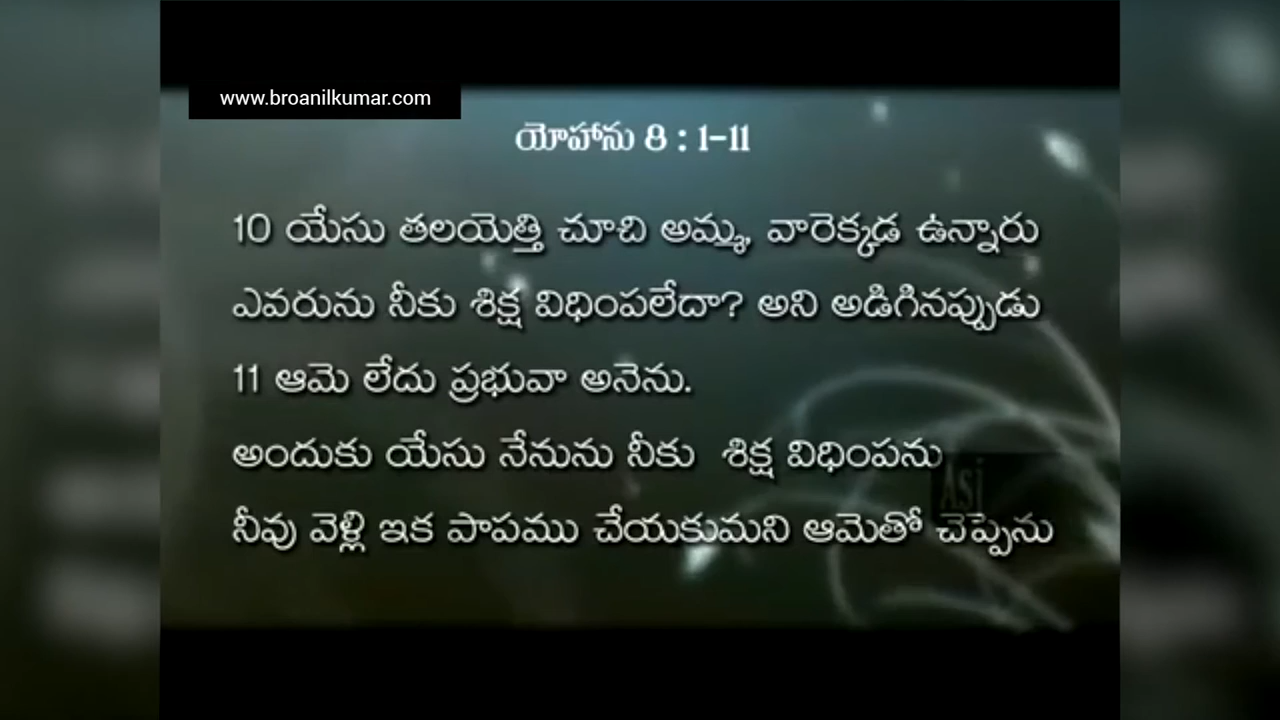 www.broanilkumar.com
యోహాను 8 : 1-11
10 యేసు తలయెత్తి చూచి అమ్మ, వారెక్కడ ఉన్నారు
ఎవరును నీకు శిక్ష విధింపలేదా? అని అడిగినప్పుడు
11 ఆమె లేదు ప్రభువా అనెను.
అందుకు యేసు నేనును నీకు శిక్ష విధింపను
Asi
నీవు వెళ్లి ఇక పాపము చేయకుమని ఆమెతో చెప్పెను